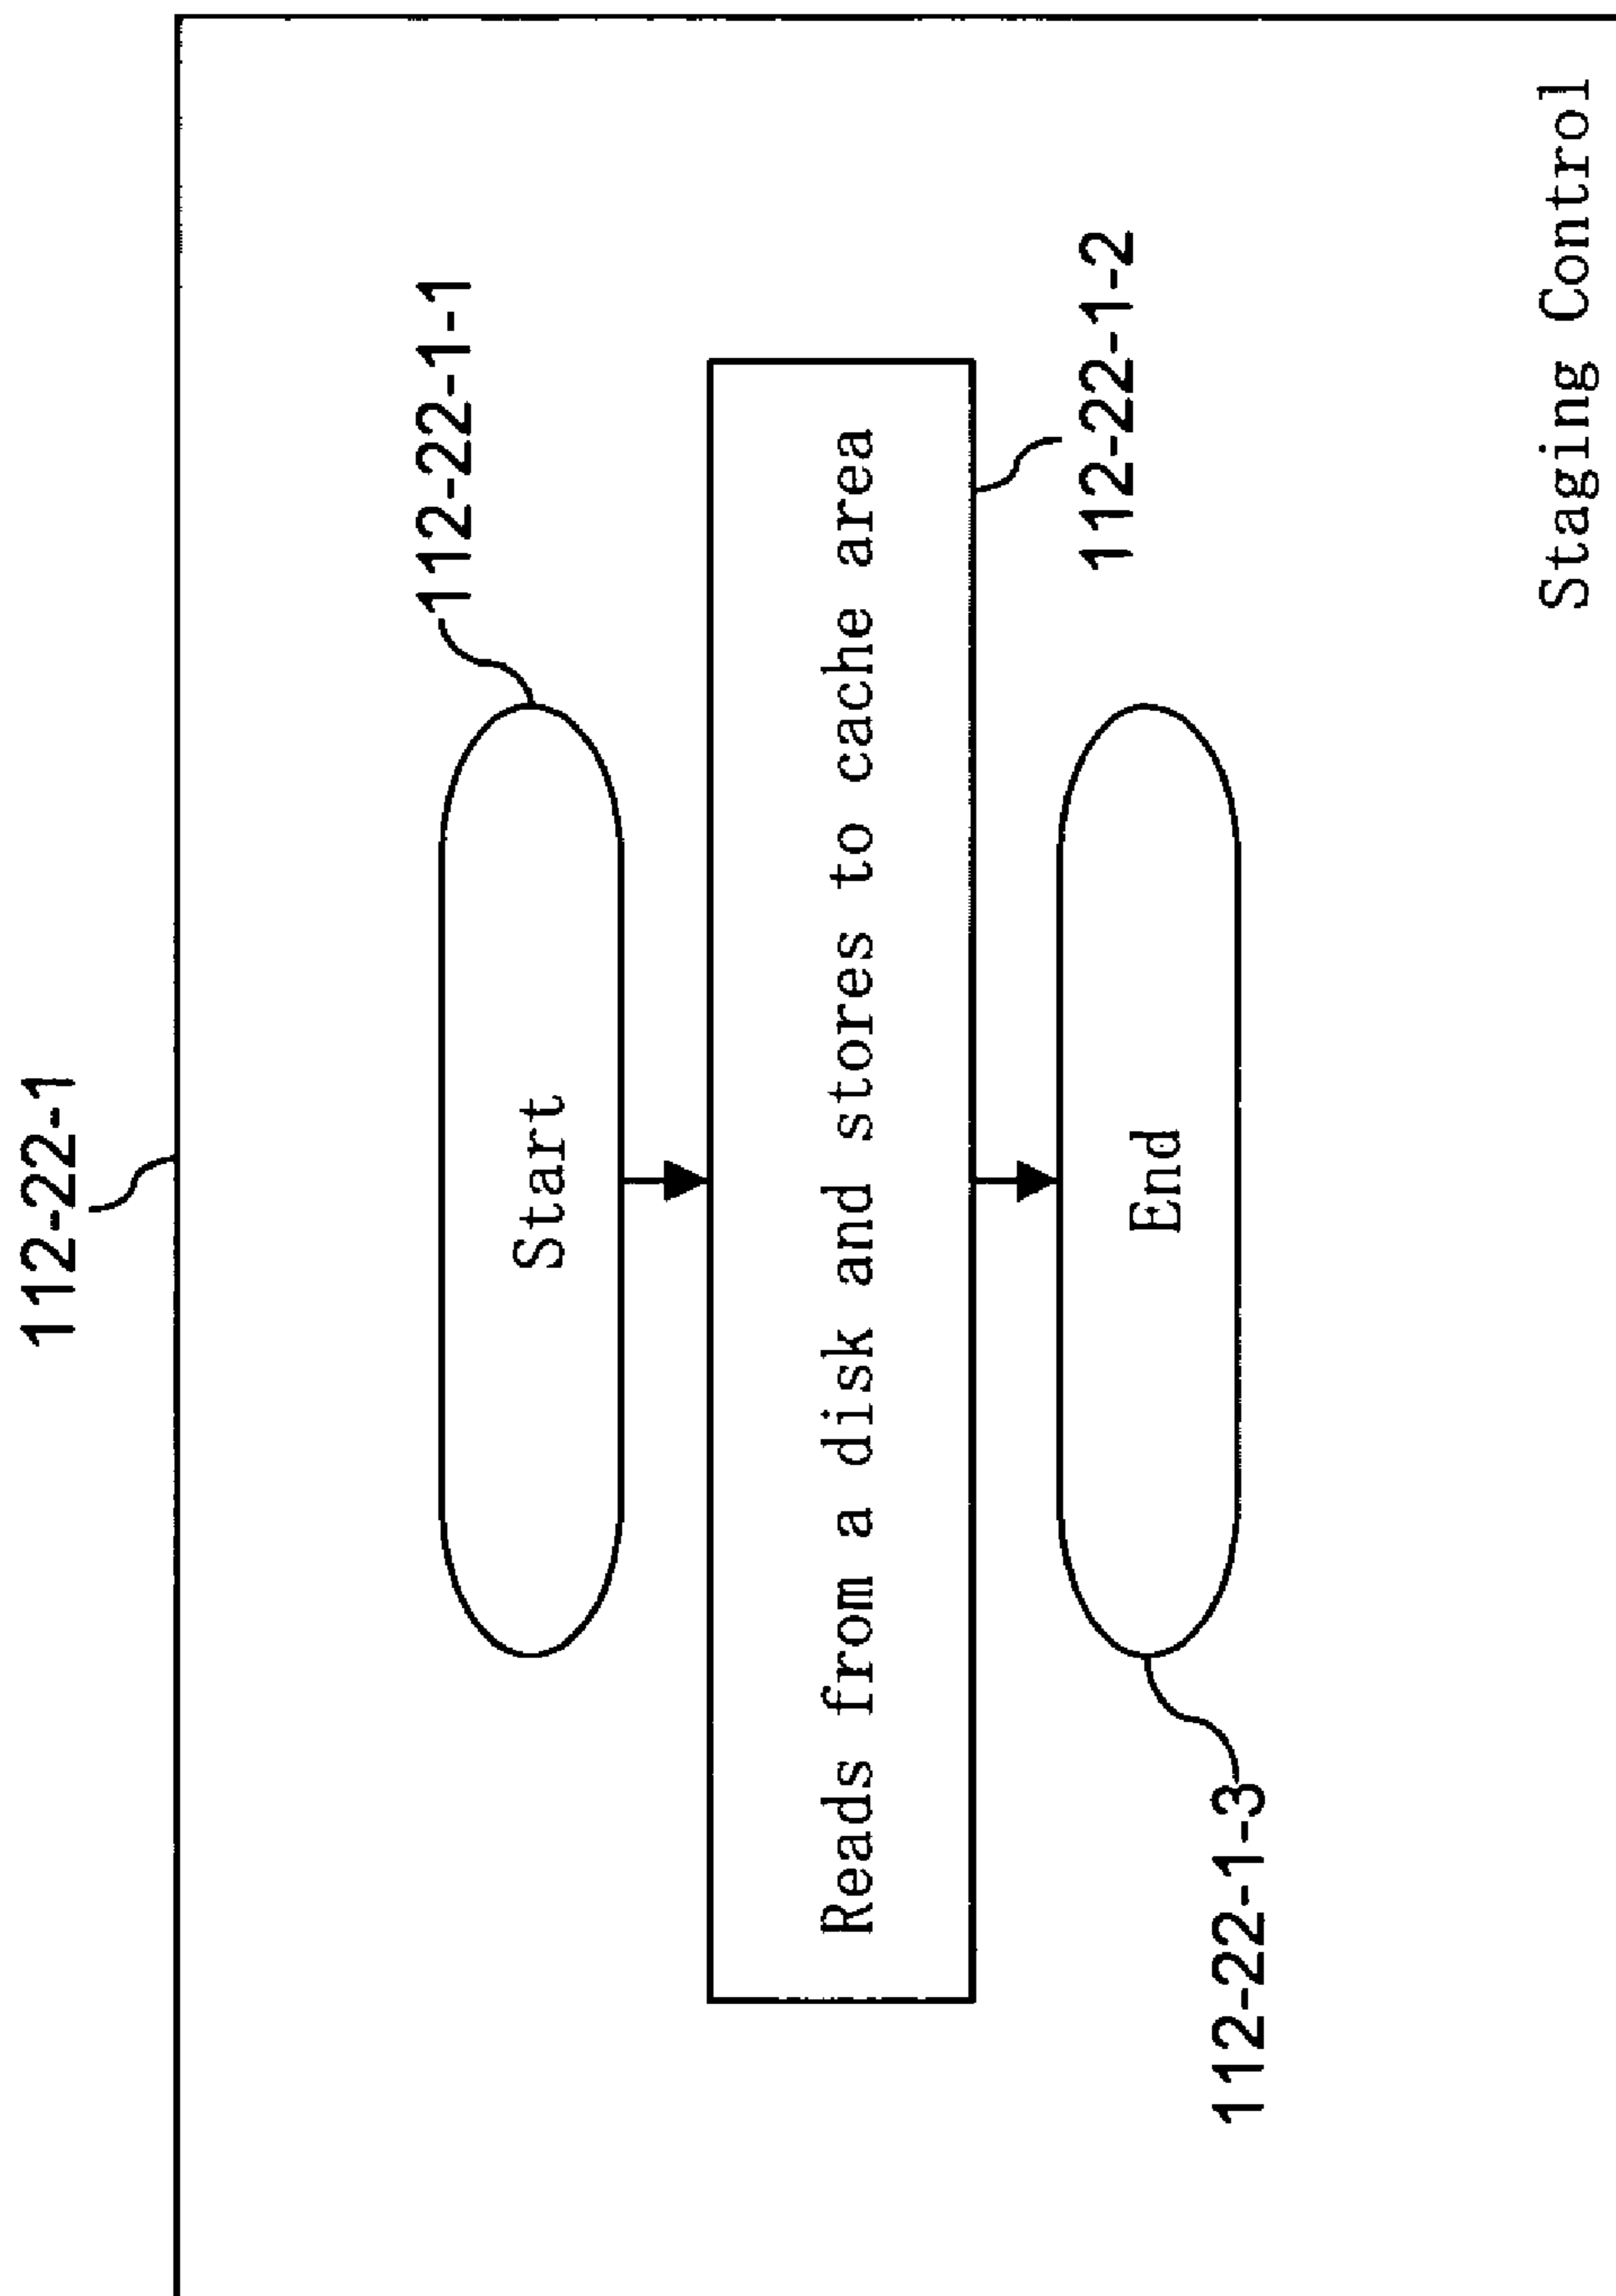 112-22-1
112-22-1-1
Start
Reads from a disk and stores to cache area
112-22-1-2
End
112-22-1-3
Staging Control